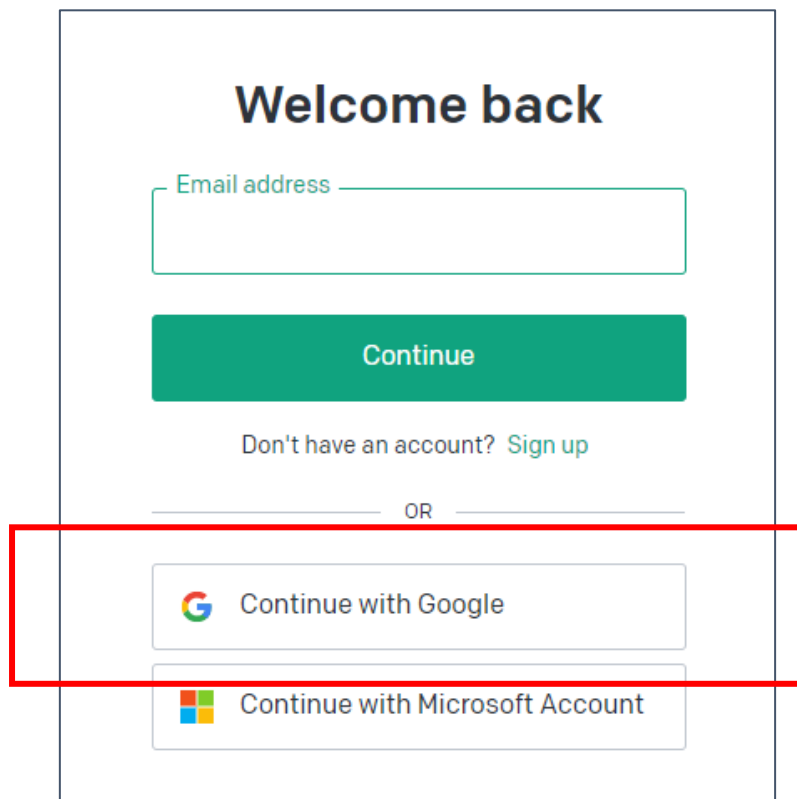 Welcome back
Email address
Continue
Don't have an account? Sign up
OR
Continue with Google
Continue with Microsoft Account